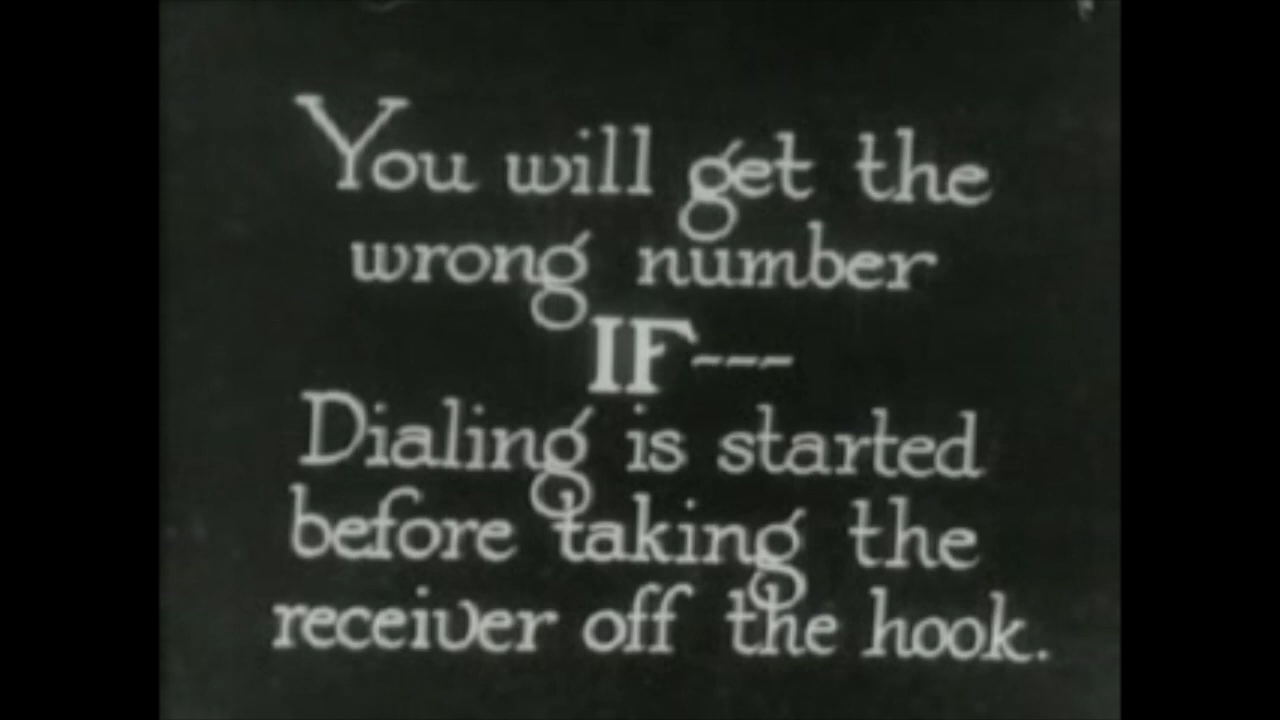 You will get the
wrong number
IF---
Dialing is started
before taking the
receiver off the hook.